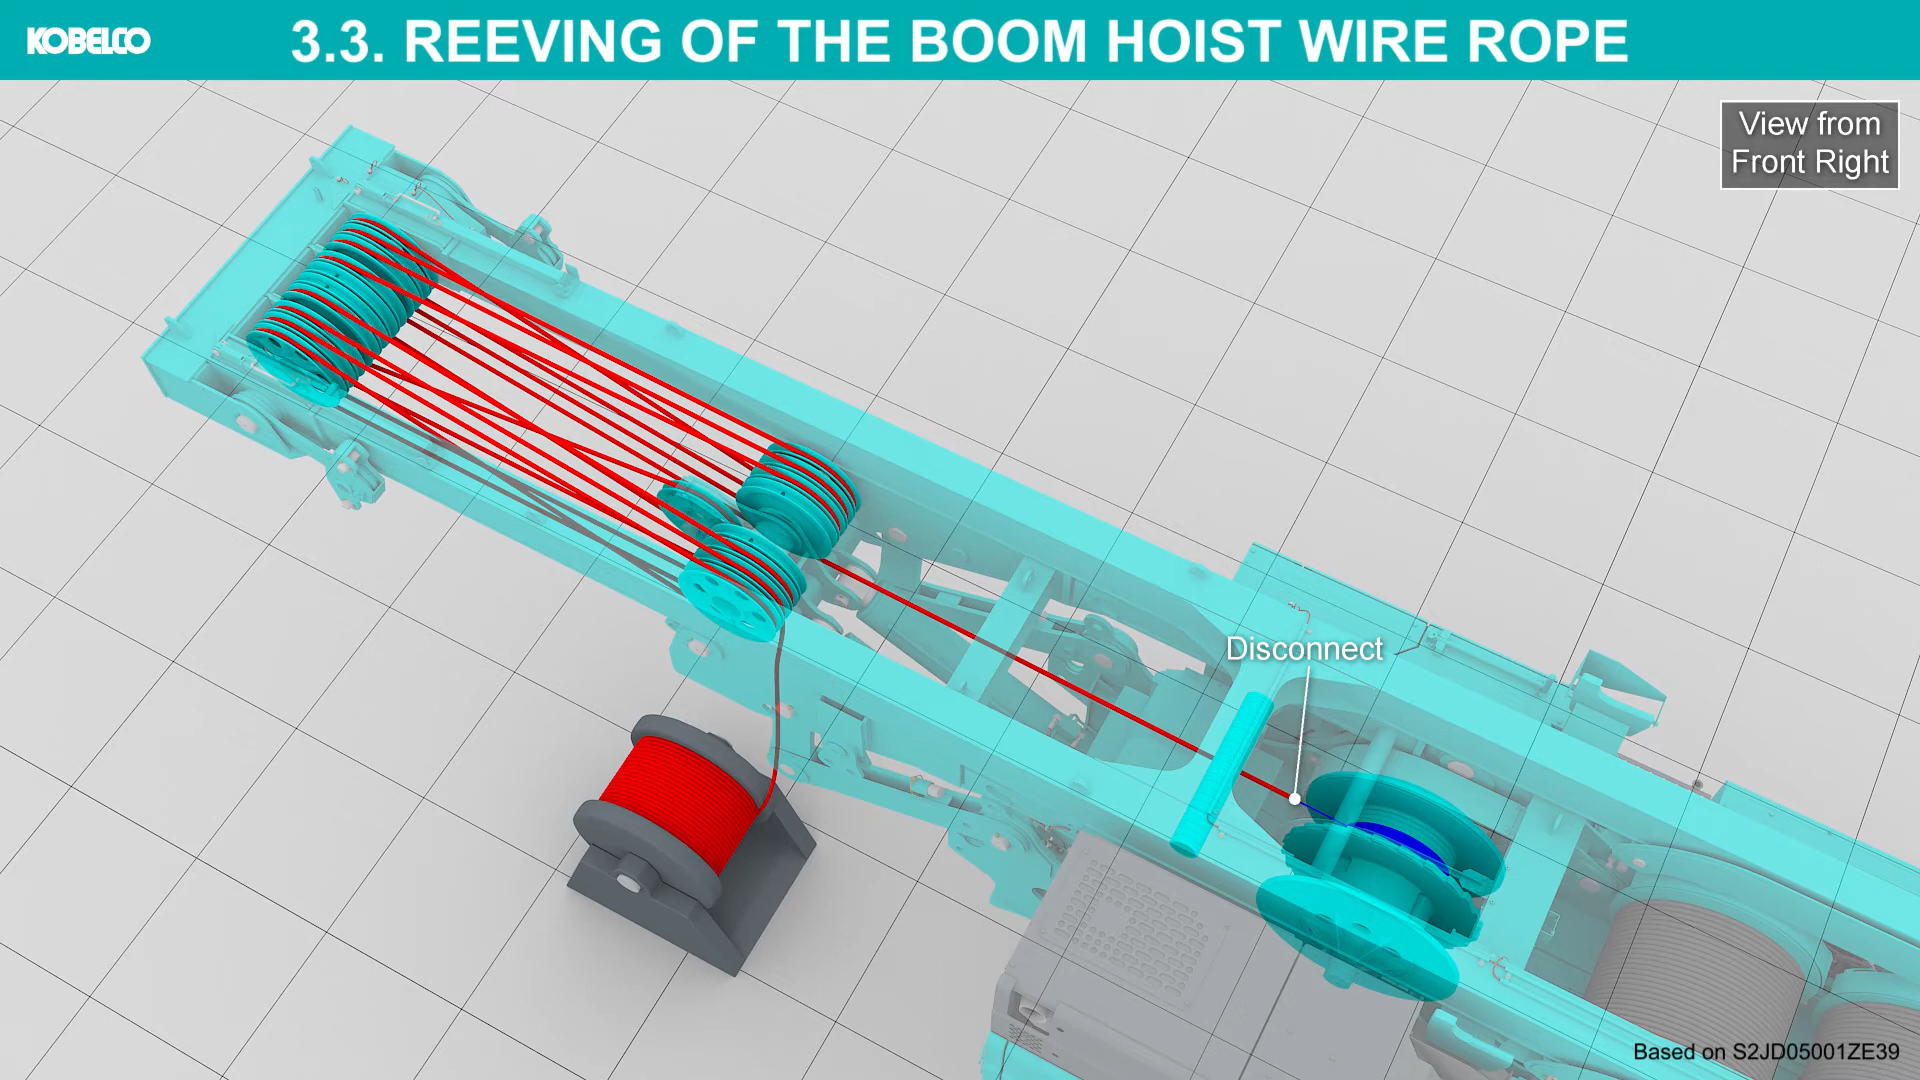 KOBELCO
3.3. REEVING OF THE BOOM HOIST WIRE ROPE
View from
Front Right
Disconnect
Based on S2JD05001ZE39